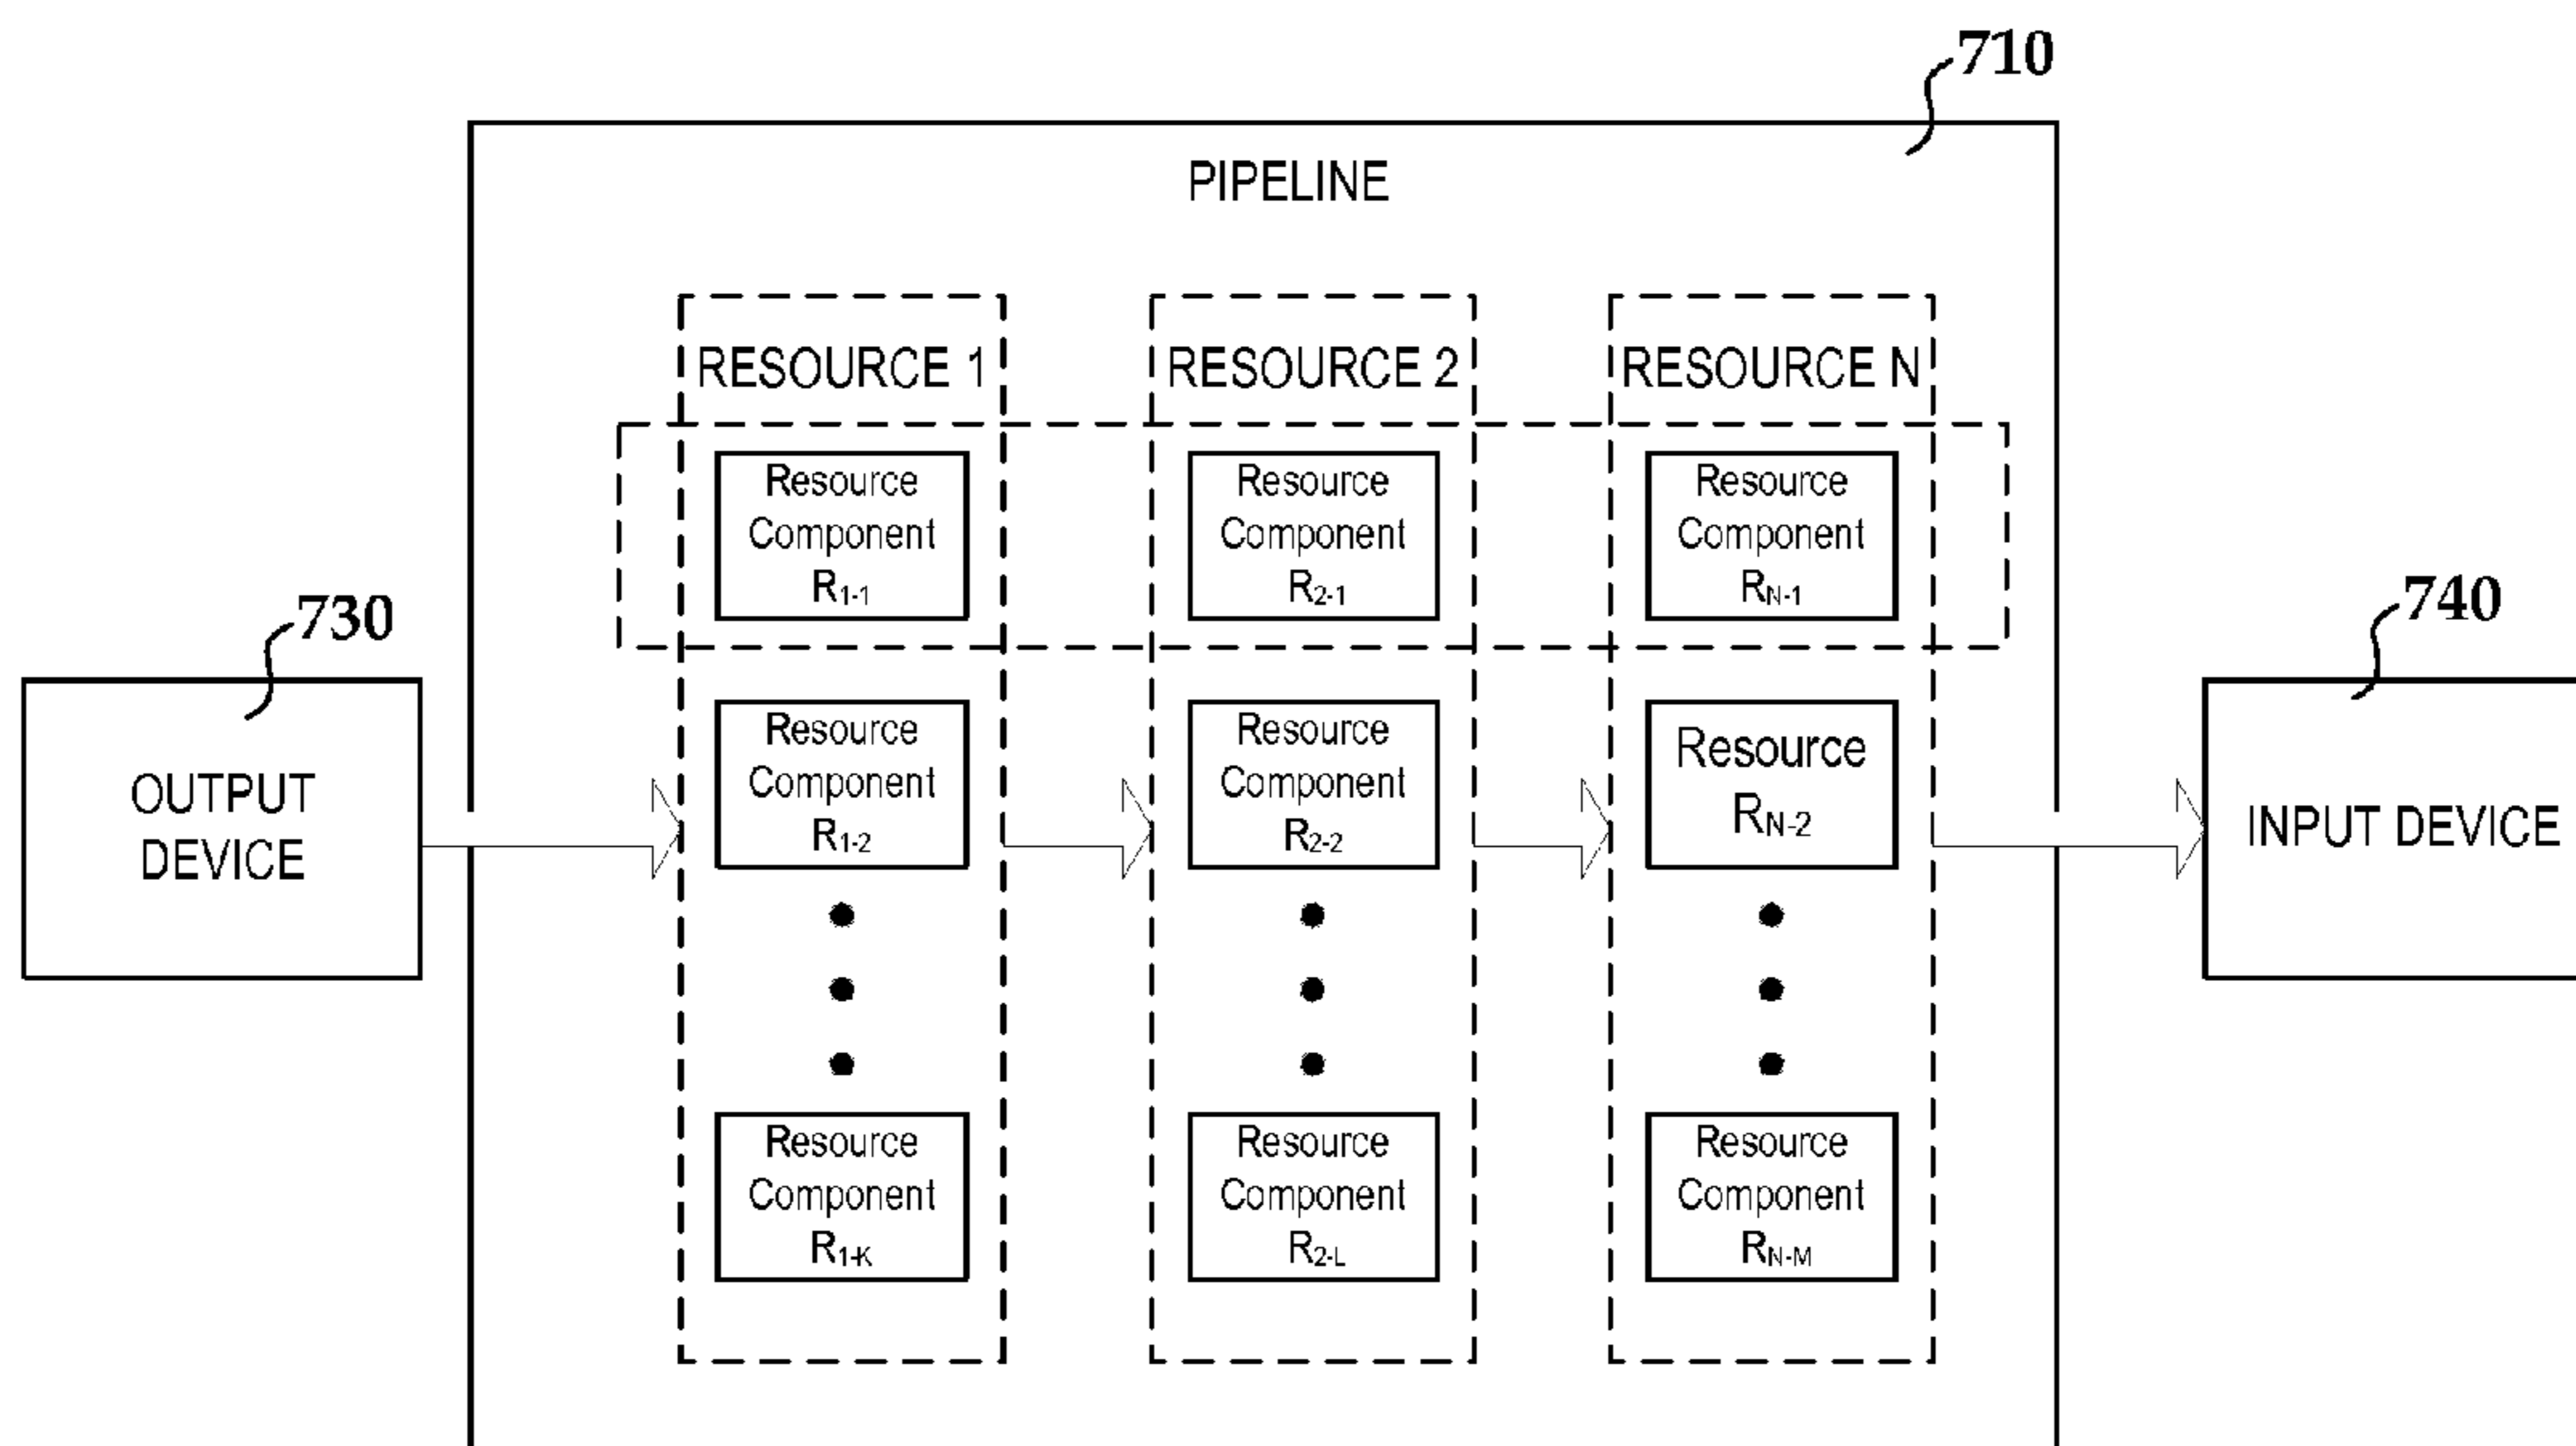 710
PIPELINE
RESOURCE 1
RESOURCE 2
RESOURCE N
Resource
Component
R1-1
Resource
Component
R2-1
Resource
Component
RN-1
730
740
OUTPUT
DEVICE
Resource
Component
R1-2
Resource
Component
R2-2
Resource
RN-2
INPUT DEVICE
Resource
Component
R1-K
Resource
Component
R2-L
Resource
Component
RN-M